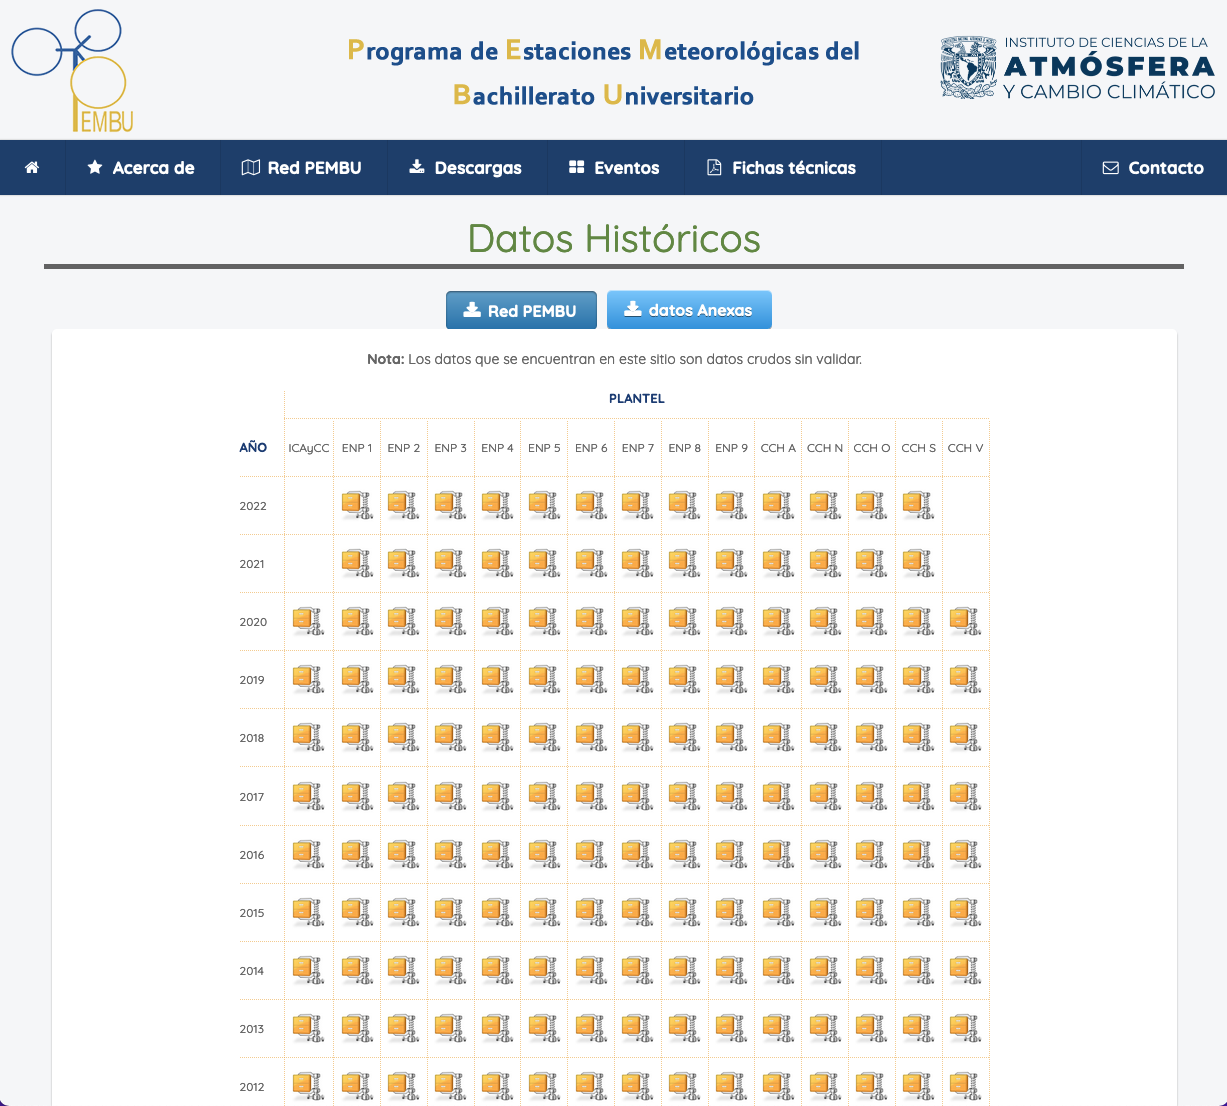 PEMBU
Programa de Estaciones Meteorológicas del
Bachillerato Universitario
INSTITUTO DE CIENCIAS DE LA
ATMÓSFERA
Y CAMBIO CLIMÁTICO
Acerca de Red PEMBU Descargas Eventos Fichas técnicas Contacto
Datos Históricos
Red PEMBU datos Anexas
Nota: Los datos que se encuentran en este sitio son datos crudos sin validar.
PLANTEL
AÑO ICAyCC ENP 1 ENP 2 ENP 3 ENP 4 ENP 5 ENP 6 ENP 7 ENP 8 ENP 9 CCH A CCH N CCH O CCH S CCH V
2022
2021
2020
2019
2018
2017
2016
2015
2014
2013
2012